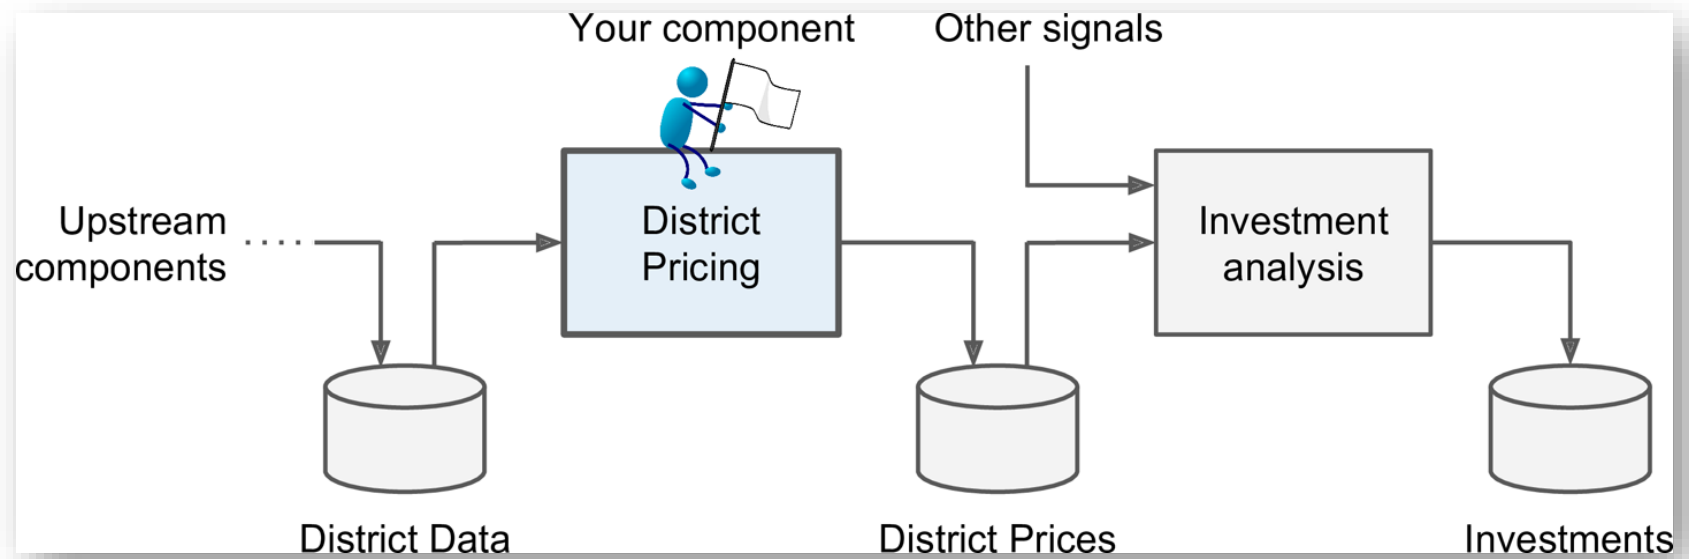 Your component
Other signals
Upstream
components
District
Pricing
Investment
analysis
District Data
District Prices
Investments